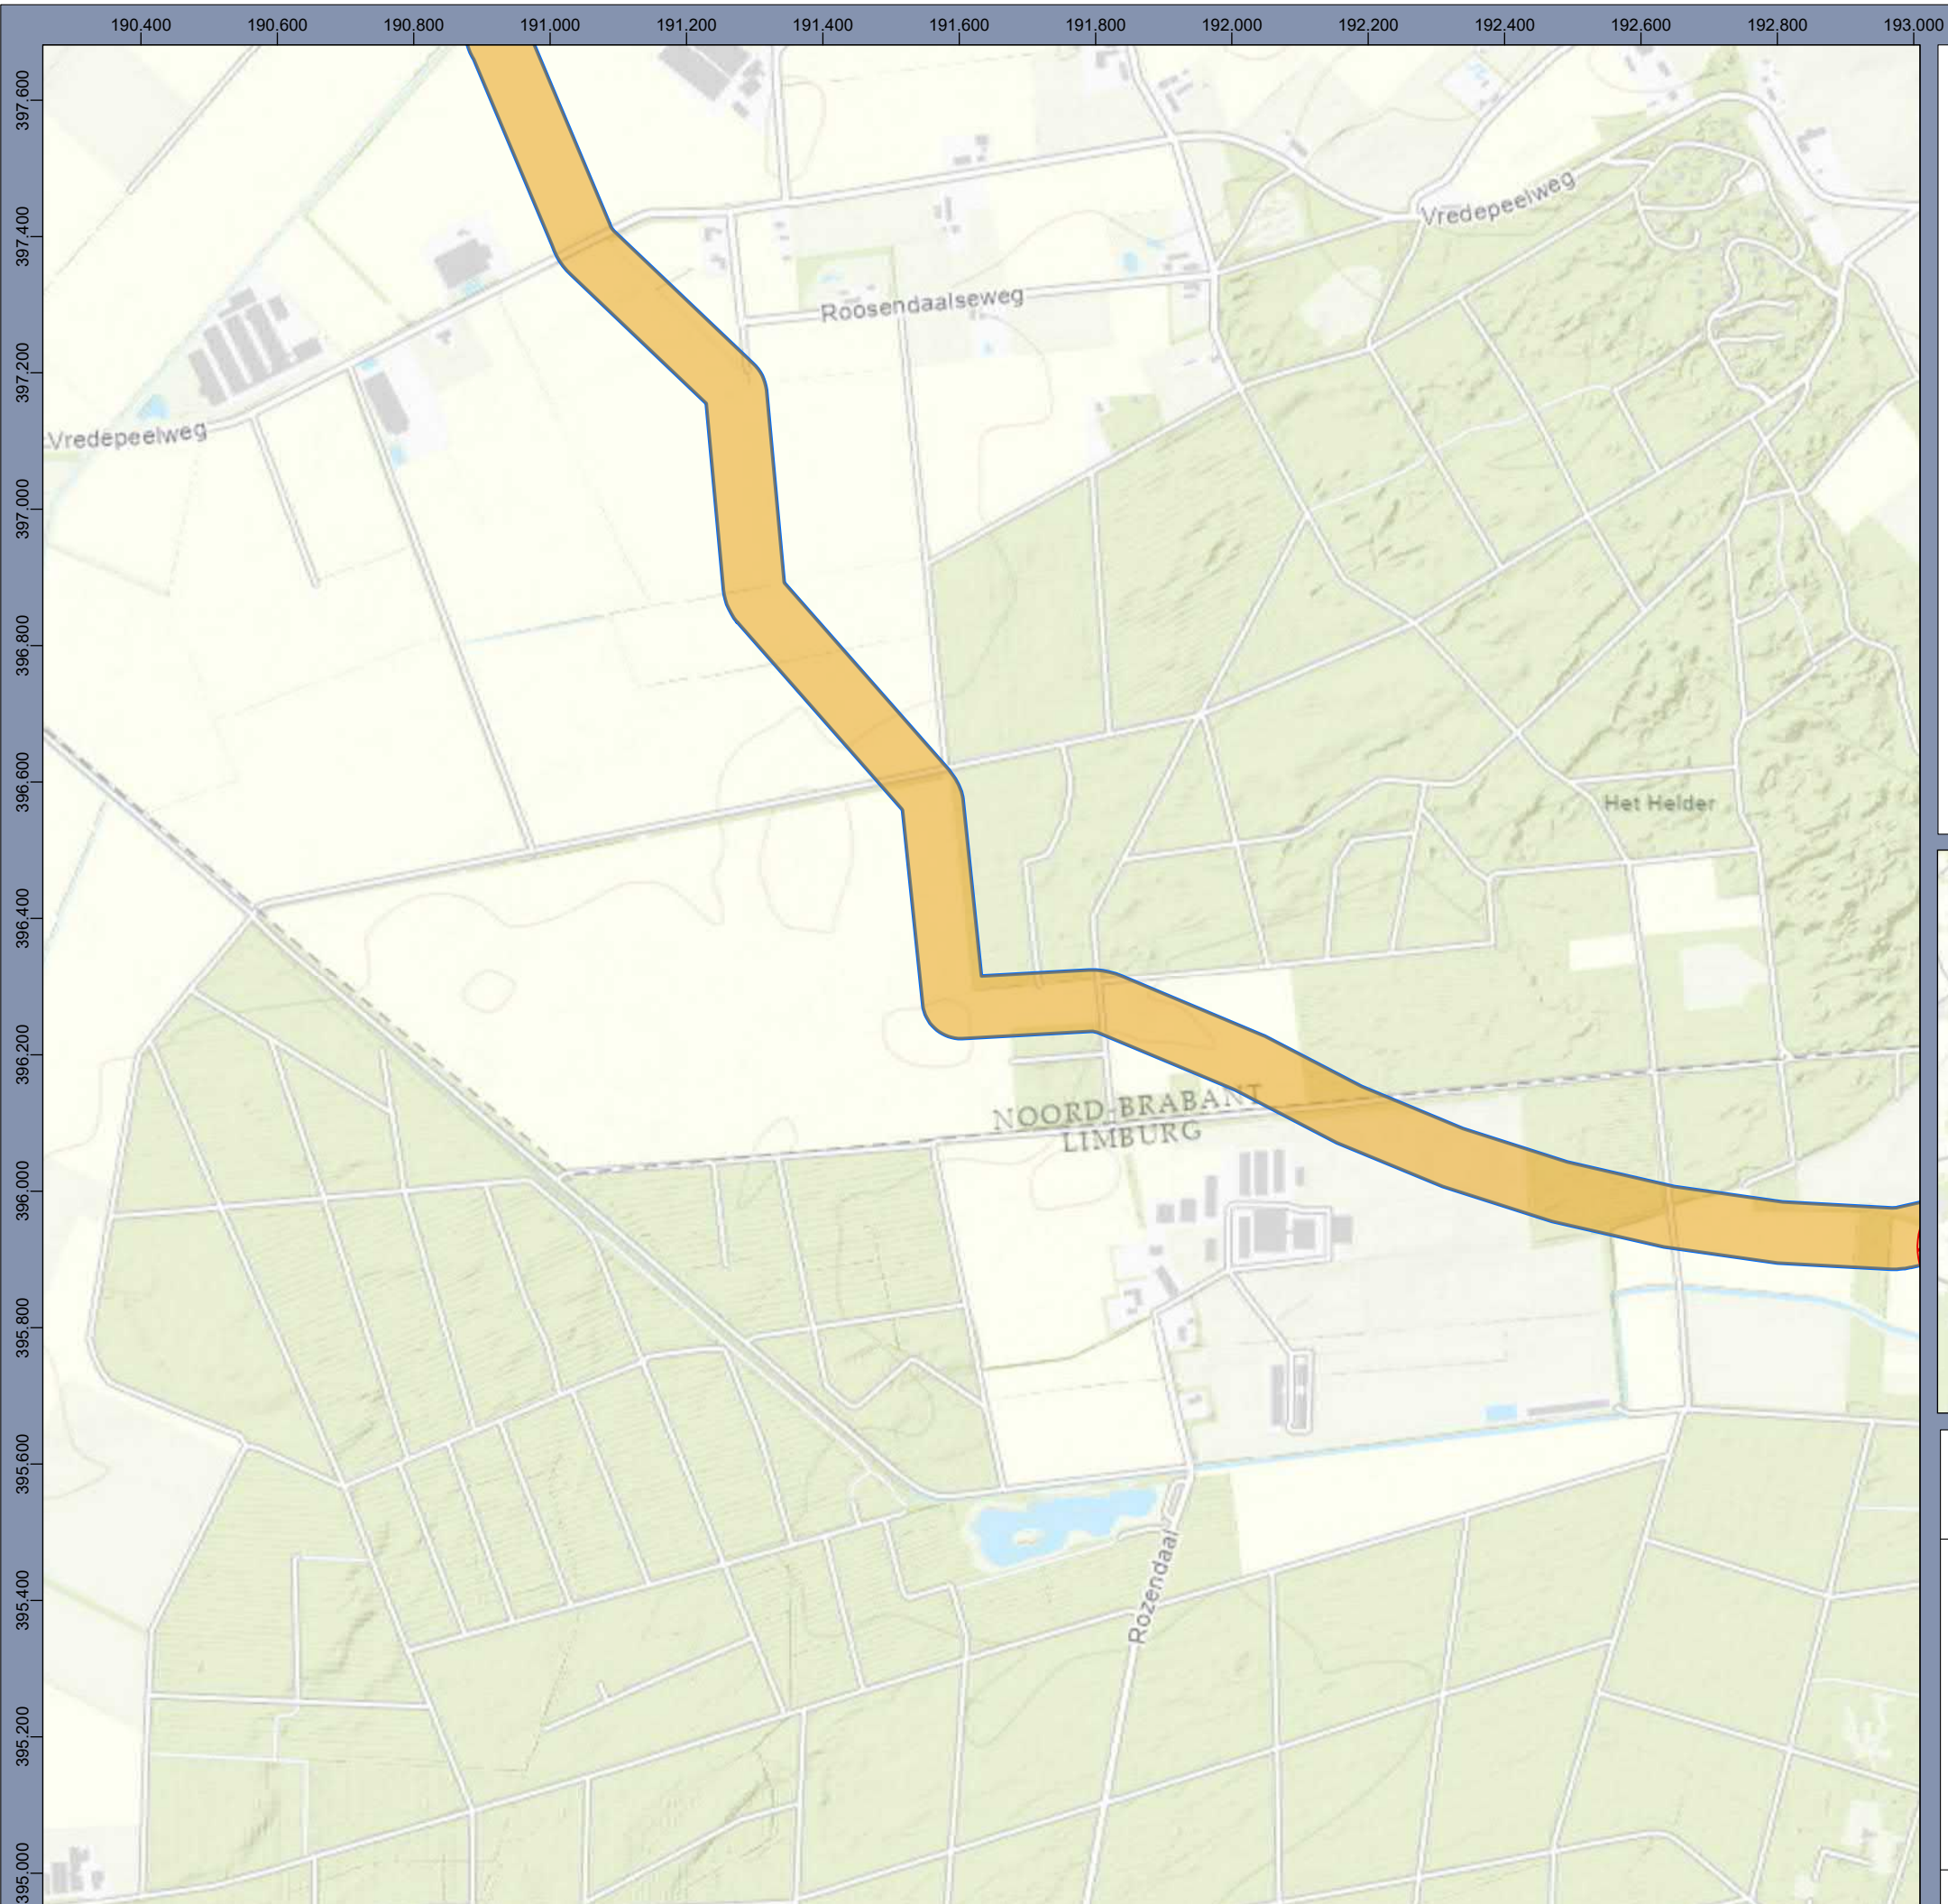 190.400 190.600 190.800 191.000 191.200 191.400 191.600 191.800 192.000 192.200 192.400 192.600 192.800 193.000
397.600
397.400
397.200
397.000
396.800
396.600
396.400
396.200
396.000
395.800
395.600
395.400
395.200
395.000
Vredepeelweg
Roosendaalseweg
Vredepeelweg
Het Helder
NOORD-BRABANT
LIMBURG
Rozendaal